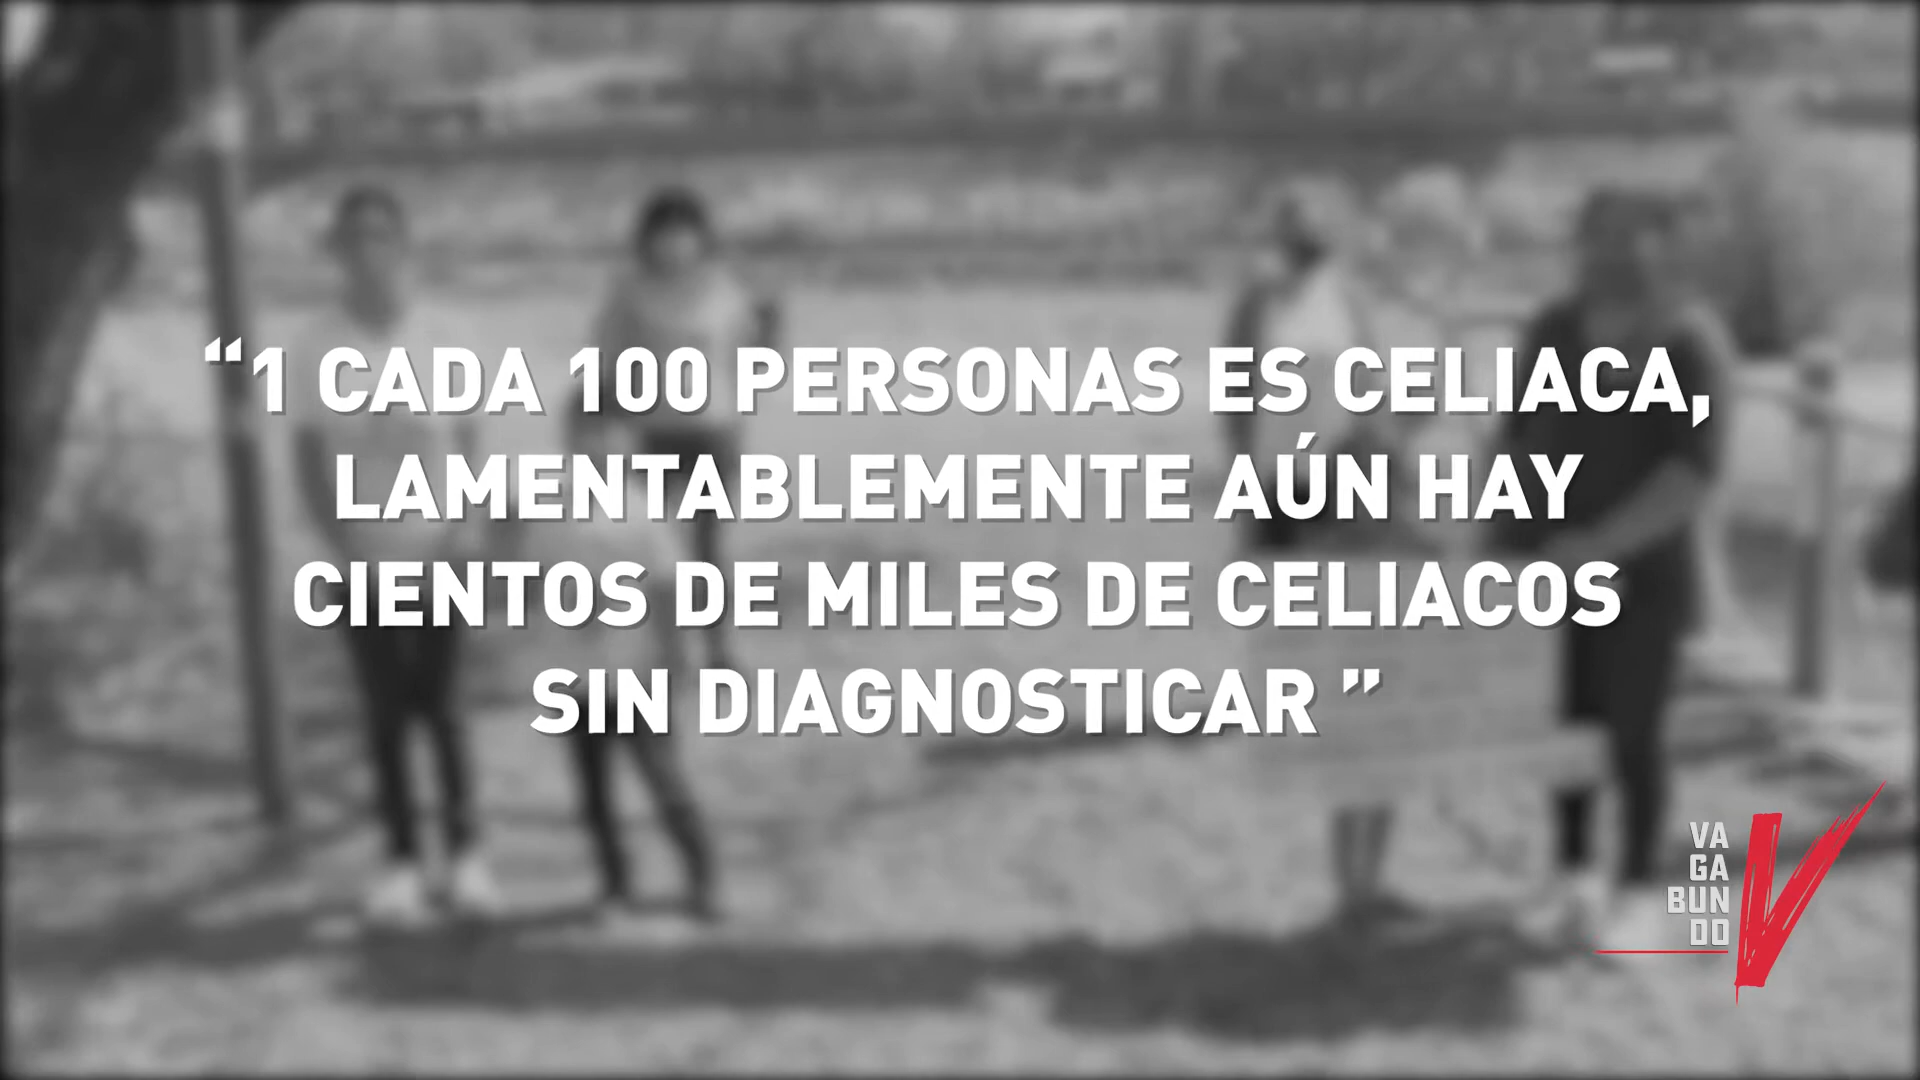 “1 CADA 100 PERSONAS ES CELIACA,
LAMENTABLEMENTE AÚN HAY
CIENTOS DE MILES DE CELIACOS
SIN DIAGNOSTICAR ”
VA
GA
BUN
DO
V